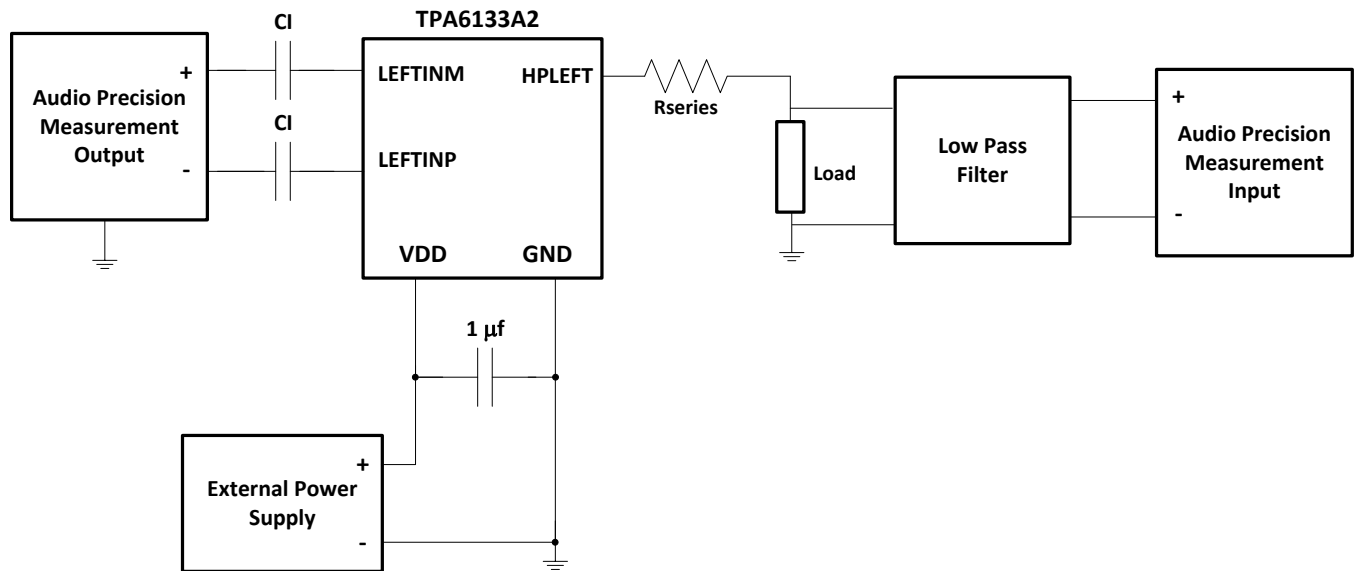 TPA6133A2
CI
+
Audio Precision
Measurement
Output
-
CI
LEFTINM
LEFTINP
HPLEFT
VDD
GND
Rseries
Load
Low Pass
Filter
+
Audio Precision
Measurement
Input
-
1 μf
+
External Power
Supply
-